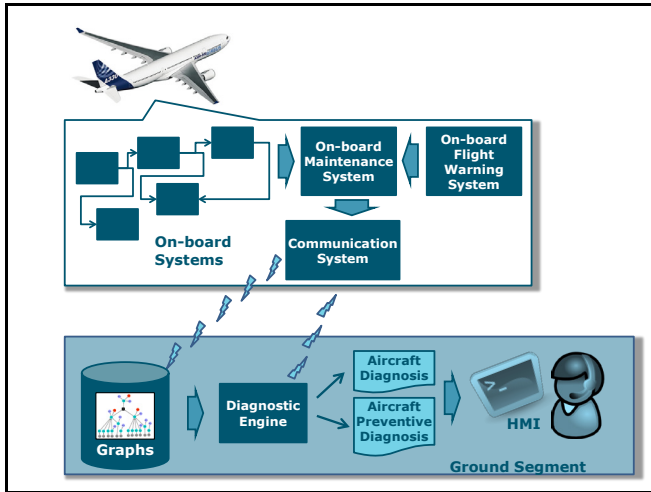 On-board
Maintenance
System
On-board
Flight
Warning
System
On-board
Systems
Communication
System
Graphs
Diagnostic
Engine
Aircraft
Diagnosis
Aircraft
Preventive
Diagnosis
>_
HMI
Ground Segment